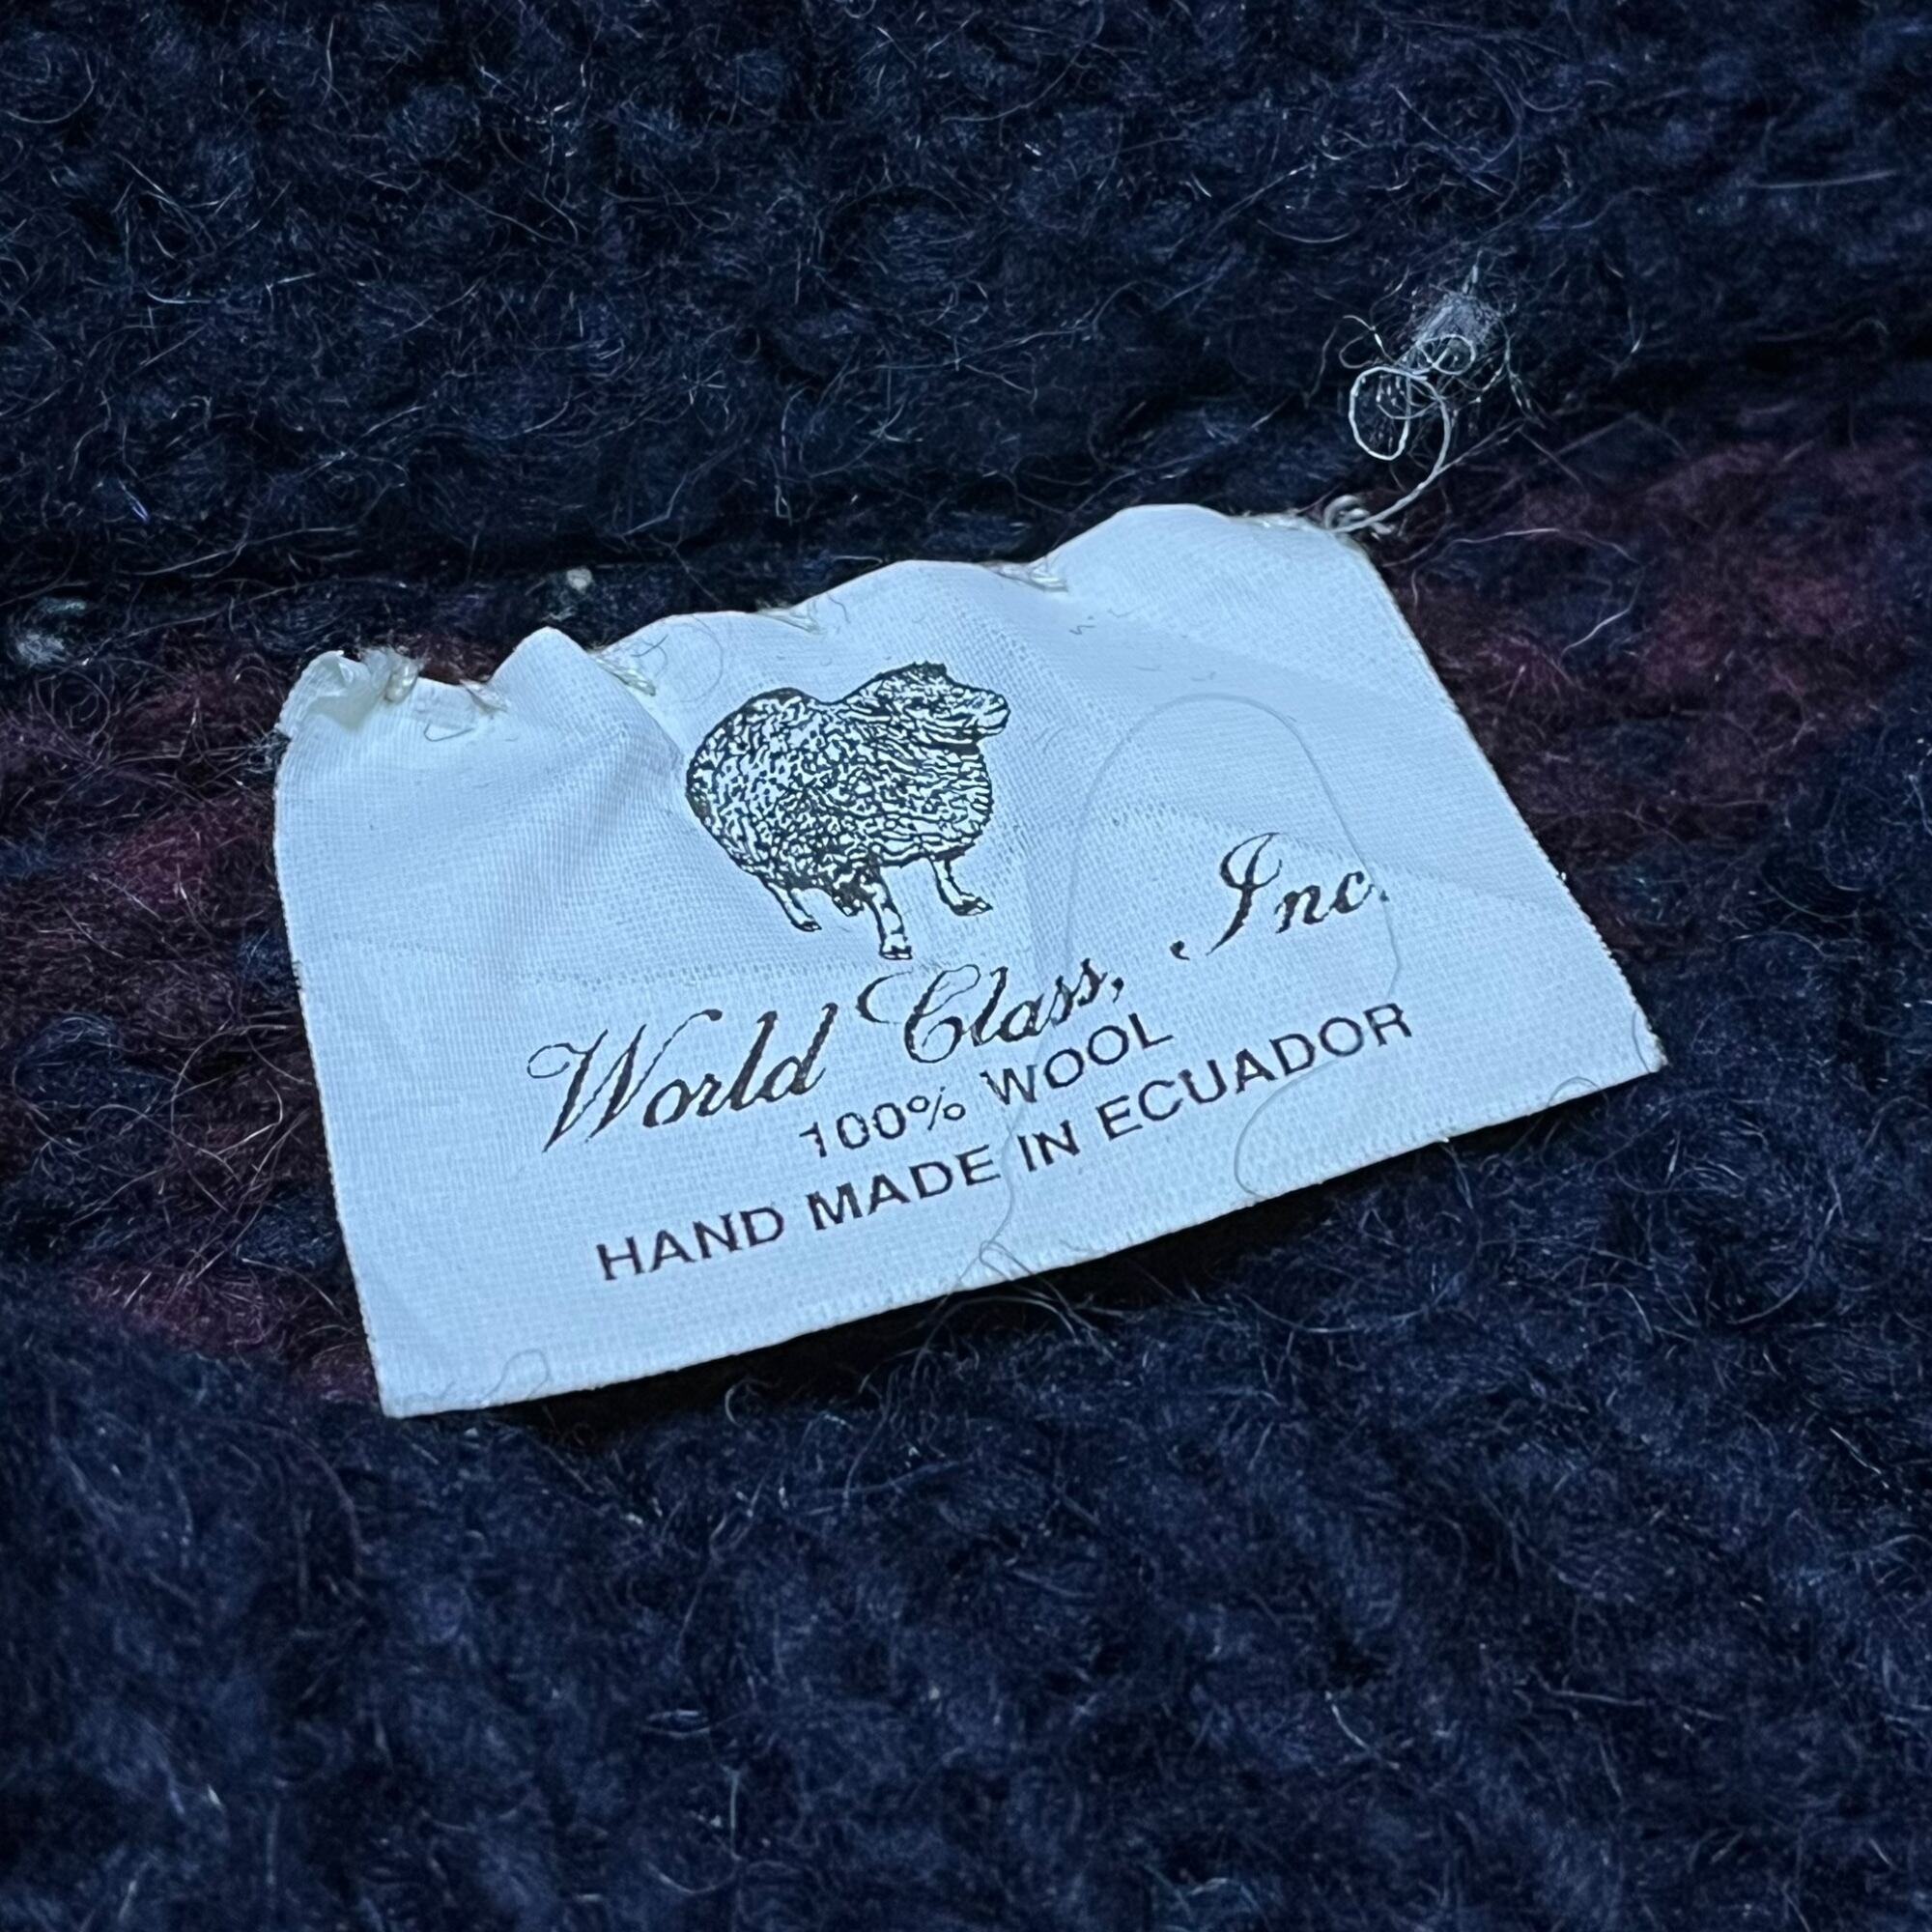 World Class, Inc.
100% WOOL
HAND MADE IN ECUADOR